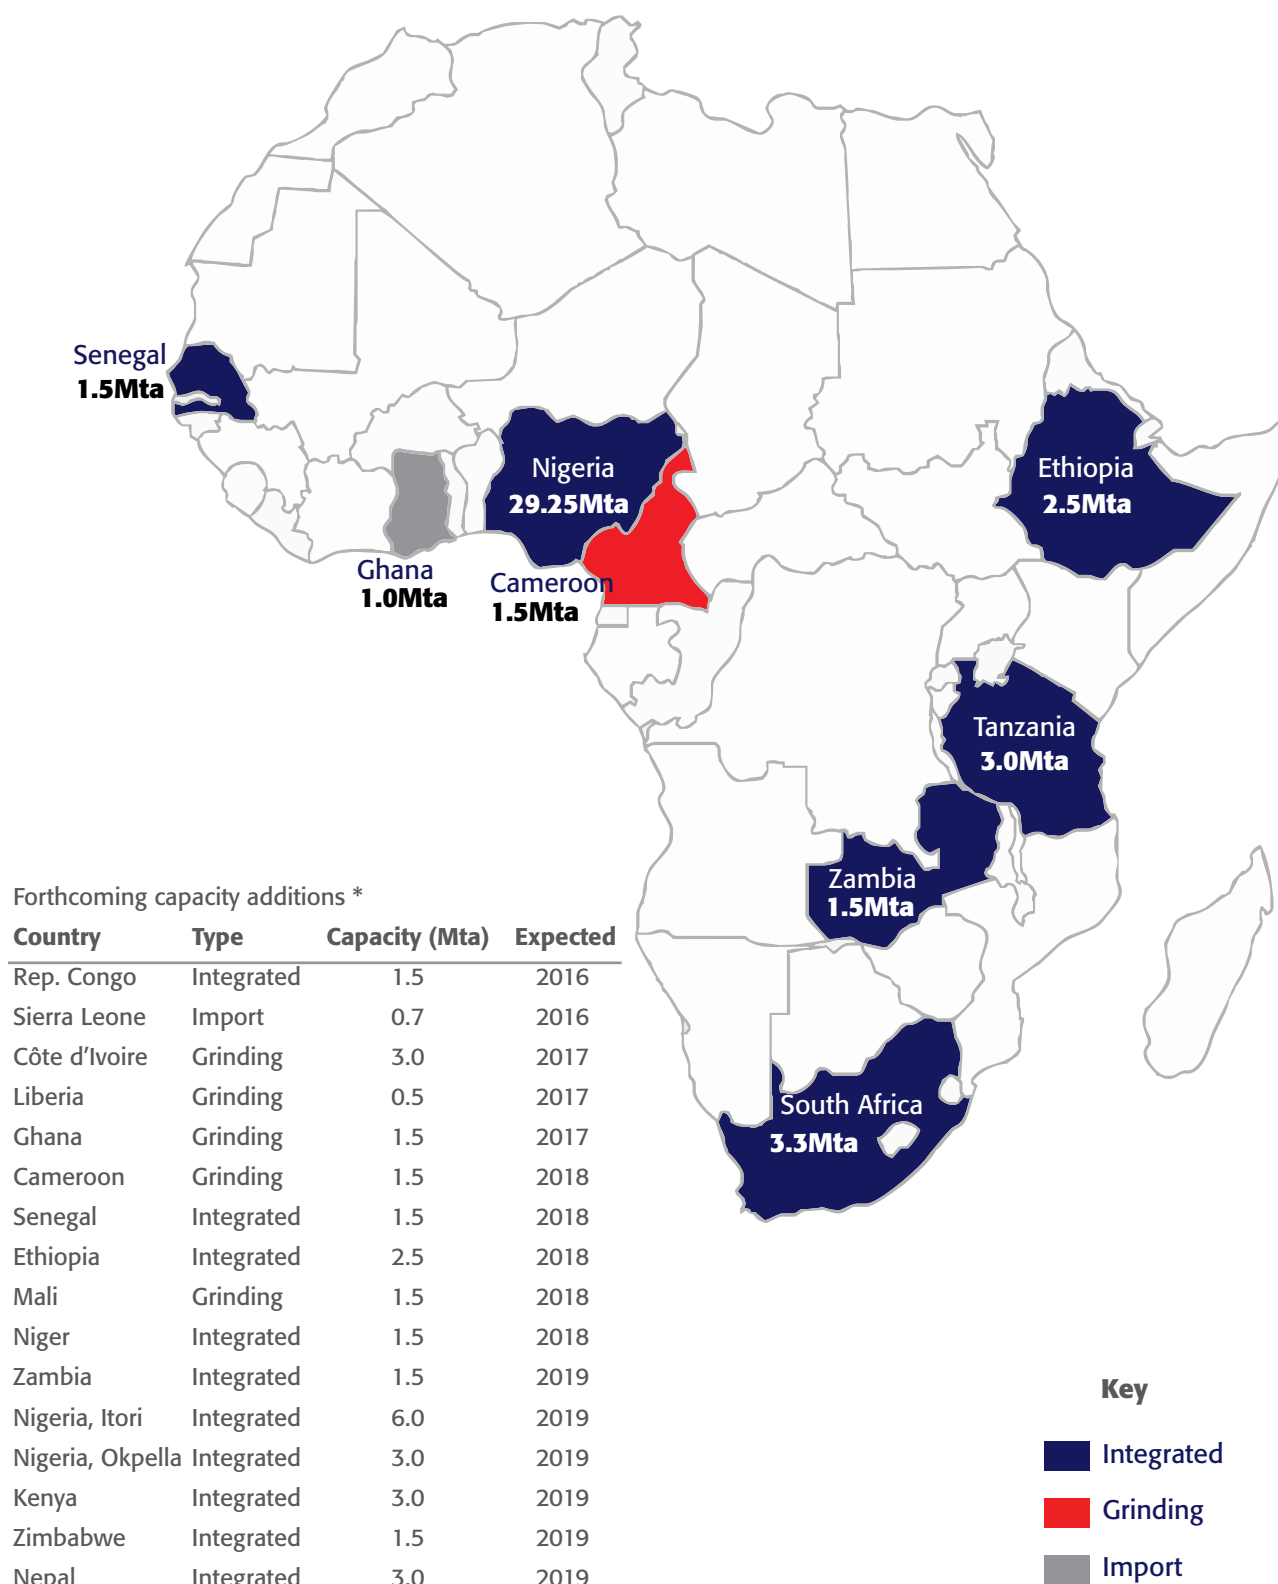 Senegal
1.5Mta
Nigeria
29.25Mta
Ethiopia
2.5Mta
Ghana
1.0Mta
Cameroon
1.5Mta
Tanzania
3.0Mta
Zambia
1.5Mta
South Africa
3.3Mta
Forthcoming capacity additions *
Country Type Capacity (Mta) Expected
Rep. Congo Integrated 1.5 2016
Sierra Leone Import 0.7 2016
Côte d’Ivoire Grinding 3.0 2017
Liberia Grinding 0.5 2017
Ghana Grinding 1.5 2017
Cameroon Grinding 1.5 2018
Senegal Integrated 1.5 2018
Ethiopia Integrated 2.5 2018
Mali Grinding 1.5 2018
Niger Integrated 1.5 2018
Zambia Integrated 1.5 2019
Nigeria, Itori Integrated 6.0 2019
Nigeria, Okpella Integrated 3.0 2019
Kenya Integrated 3.0 2019
Zimbabwe Integrated 1.5 2019
Nepal Integrated 3.0 2019
Key
Integrated
Grinding
Import